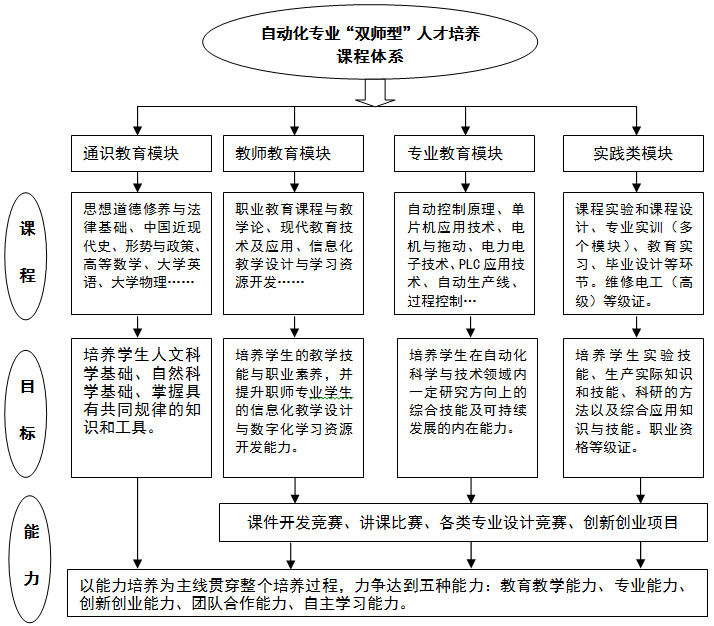 自动化专业“双师型”人才培养
课程体系
通识教育模块
教师教育模块
专业教育模块
实践类模块
课
程
思想道德修养与法
律基础、中国近现
代史、形势与政策、
高等数学、大学英
语、大学物理……
职业教育课程与教
学论、现代教育技
术及应用、信息化
教学设计与学习资
源开发……
自动控制原理、单
片机应用技术、电
机与拖动、电力电
子技术、PLC应用技
术、自动生产线、
过程控制…
课程实验和课程设
计、专业实训（多
个模块）、教育实
习、毕业设计等环
节。维修电工（高
级）等级证。
目
标
培养学生人文科
学基础、自然科
学基础、掌握具
有共同规律的知
识和工具。
培养学生的教学技
能与职业素养，并
提升职师专业学生
的信息化教学设计
与数字化学习资源
开发能力。
培养学生在自动化
科学与技术领域内
一定研究方向上的
综合技能及可持续
发展的内在能力。
培养学生实验技
能、生产实际知识
和技能、科研的方
法以及综合应用知
识与技能。职业资
格等级证。
能
力
课件开发竞赛、讲课比赛、各类专业设计竞赛、创新创业项目
以能力培养为主线贯穿整个培养过程，力争达到五种能力：教育教学能力、专业能力、
创新创业能力、团队合作能力、自主学习能力。